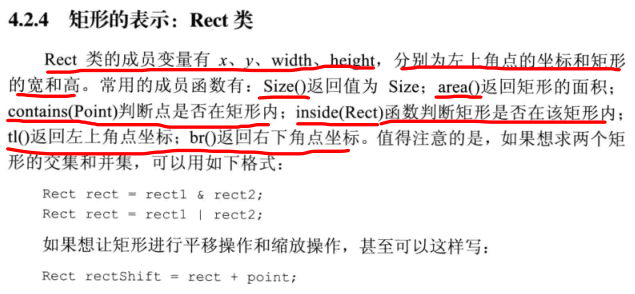 4.2.4 矩形的表示：Rect 类
Rect 类的成员变量有 x、y、width、height，分别为左上角点的坐标和矩形
的宽和高。常用的成员函数有：Size()返回值为 Size；area()返回矩形的面积；
contains(Point)判断点是否在矩形内；inside(Rect)函数判断矩形是否在该矩形内；
tl()返回左上角点坐标；br()返回右下角点坐标。值得注意的是，如果想求两个矩
形的交集和并集，可以用如下格式：
Rect rect = rect1 & rect2;
Rect rect = rect1 | rect2;
如果想让矩形进行平移操作和缩放操作，甚至可以这样写：
Rect rectShift = rect + point;